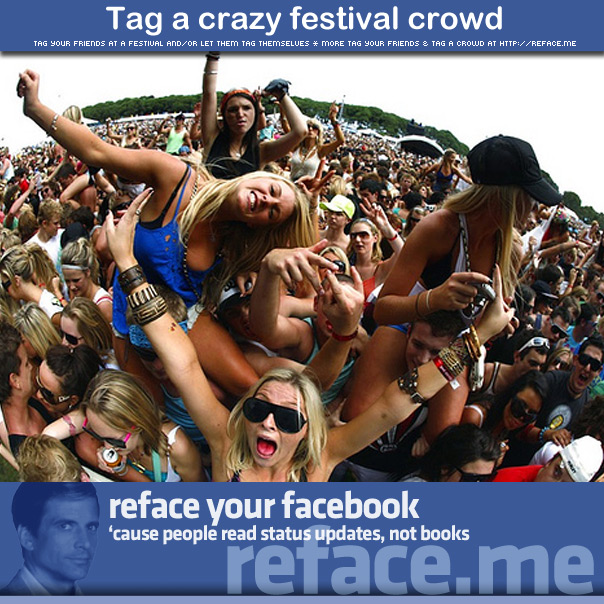 Tag a crazy festival crowd
TAG YOUR FRIENDS AT A FESTIVAL AND/OR LET THEM TAG THEMSELVES * MORE TAG YOUR FRIENDS & TAG A CROWD AT HTTP://REFACE.ME
reface your facebook
'cause people read status updates, not books
reface.me